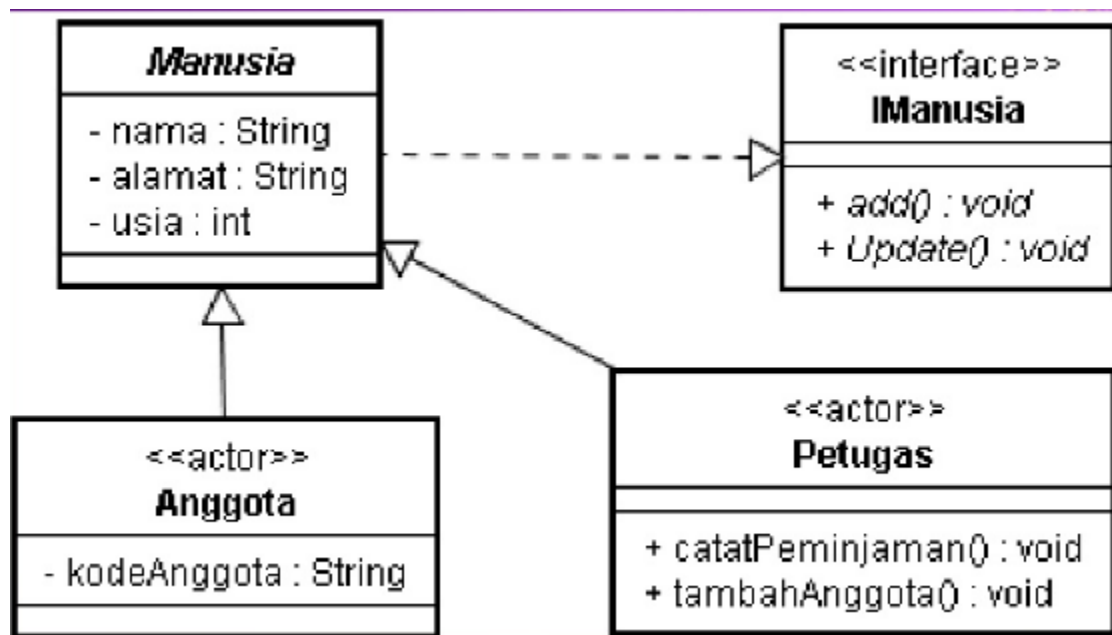 Manusia
- nama : String
- alamat : String
- usia : int
<<interface>>
IManusia
+ add() : void
+ Update() : void
<<actor>>
Anggota
- kodeAnggota : String
<<actor>>
Petugas
+ catatPeminjaman() : void
+ tambahAnggota() : void